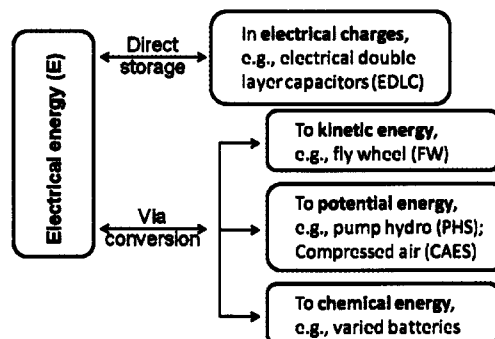 Electrical energy (E)
Direct
storage
In electrical charges,
e.g., electrical double
layer capacitors (EDLC)
Via
conversion
To kinetic energy,
e.g., fly wheel (FW)
To potential energy,
e.g., pump hydro (PHS);
Compressed air (CAES)
To chemical energy,
e.g., varied batteries